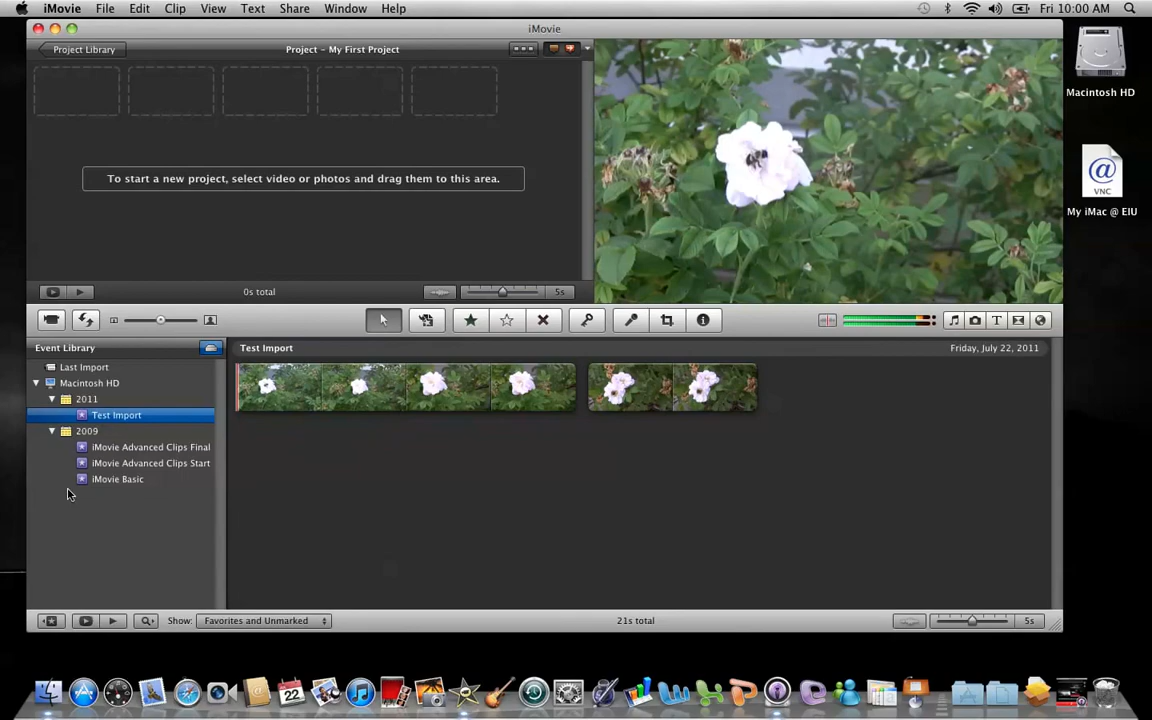 iMovie File Edit Clip View Text Share Window Help Fri 10:00 AM
iMovie
Project Library Project – My First Project
To start a new project, select video or photos and drag them to this area.
0s total 5s
Macintosh HD
@
VNC
My iMac @ EIU
Event Library
Last Import
Macintosh HD
2011
Test Import
2009
iMovie Advanced Clips Final
iMovie Advanced Clips Start
iMovie Basic
Test Import Friday, July 22, 2011
Show: Favorites and Unmarked 21s total 5s
22